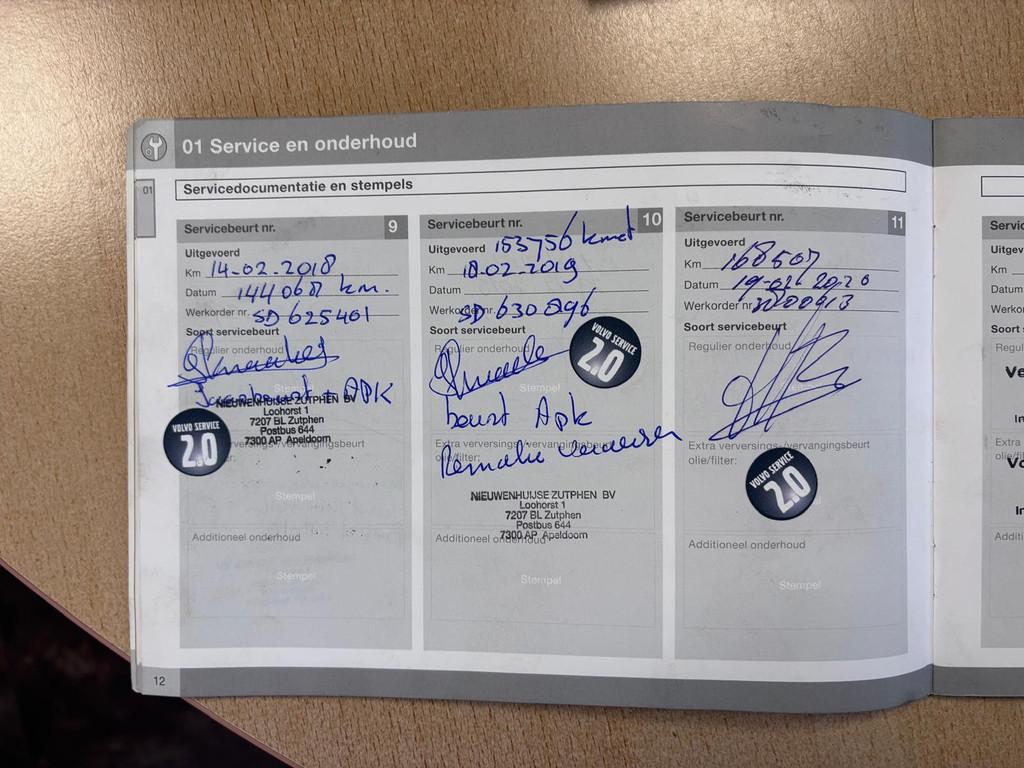 01 Service en onderhoud
01
Servicedocumentatie en stempels
Servicebeurt nr. 9
Uitgevoerd
Km 14-02-2018
Datum 144068 km.
Werkorder nr. SD 625401
Soort servicebeurt
Regulier onderhoud
Stempel
+ APK
NIEUWENHUIJSE ZUTPHEN BV
Loohorst 1
7207 BL Zutphen
Postbus 644
7300 AP Apeldoorn
VOLVO SERVICE
2.0
Stempel
Additioneel onderhoud
Stempel
Servicebeurt nr. 10
Uitgevoerd 153756
Km 18-02-2019
Datum
Werkorder nr. SD 630896
Soort servicebeurt
Regulier onderhoud
VOLVO SERVICE
2.0
Stempel
beurt Apk
Extra verversings-/vervangingsbeurt
olie/filter:
NIEUWENHUIJSE ZUTPHEN BV
Loohorst 1
7207 BL Zutphen
Postbus 644
7300 AP Apeldoorn
Additioneel onderhoud
Stempel
Servicebeurt nr. 11
Uitgevoerd
Km 168507
Datum 19-02-2020
Werkorder nr.
Soort servicebeurt
Regulier onderhoud
Extra verversings-/vervangingsbeurt
olie/filter:
VOLVO SERVICE
2.0
Additioneel onderhoud
Stempel
12